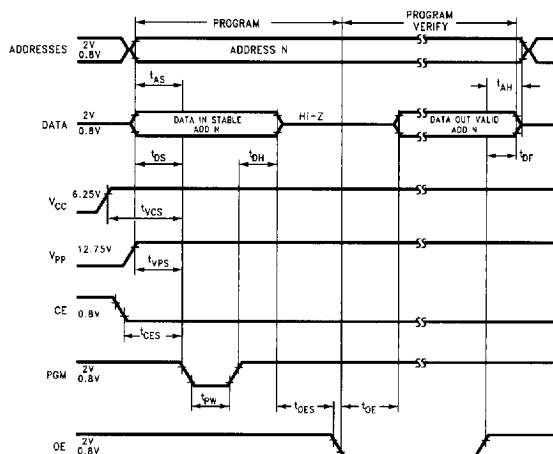 PROGRAM
PROGRAM
VERIFY
ADDRESSES
2V
0.8V
ADDRESS N
tAS
tAH
DATA
2V
0.8V
DATA IN STABLE
ADD N
HI-Z
DATA OUT VALID
ADD N
tDS
tDH
tDF
VCC
6.25V
tVCS
VPP
12.75V
tVPS
CE
0.8V
tCES
PGM
2V
0.8V
tPW
tOES
tOE
OE
2V
0.8V